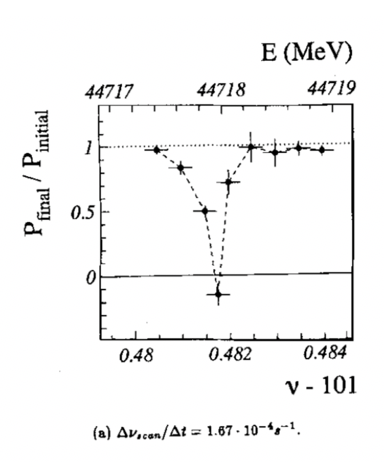 E (MeV)
44717 44718 44719
P_final / P_initial
1
0.5
0
0.48 0.482 0.484
ν - 101
(a) Δν_scan/Δt = 1.67 · 10⁻⁴s⁻¹.